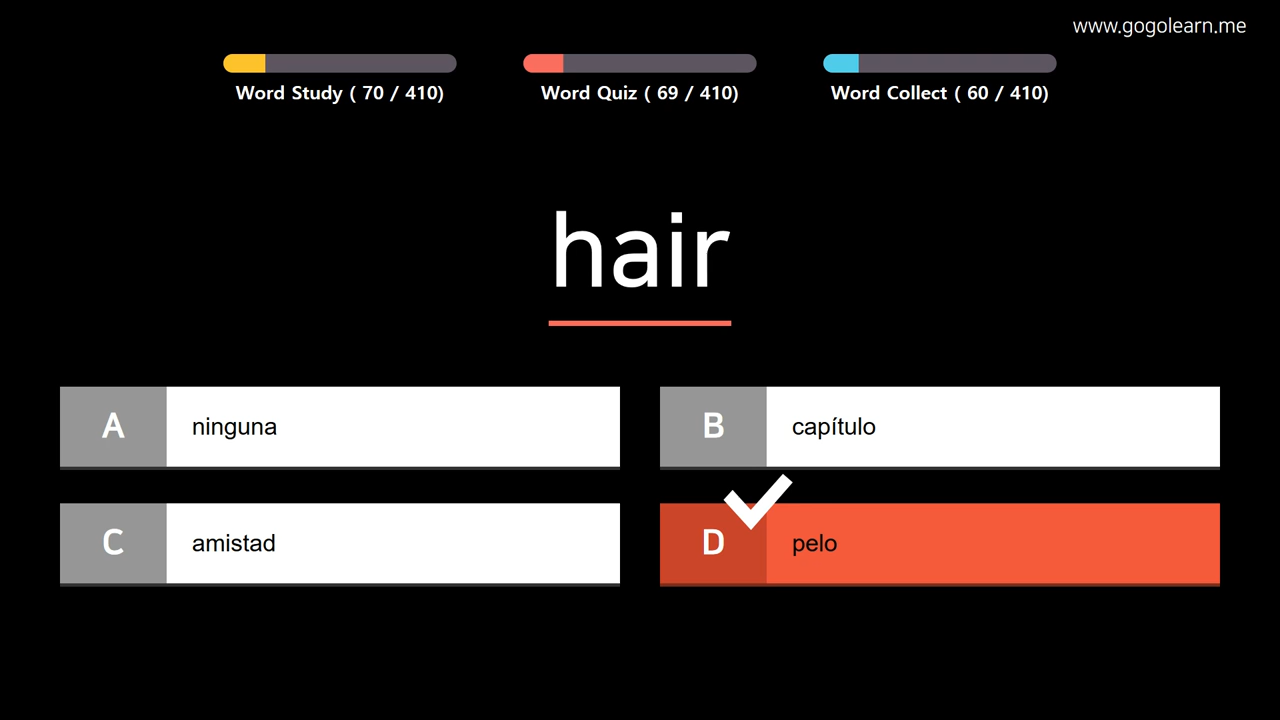 www.gogolearn.me
Word Study ( 70 / 410)
Word Quiz ( 69 / 410)
Word Collect ( 60 / 410)
hair
A ninguna
B capítulo
C amistad
D pelo